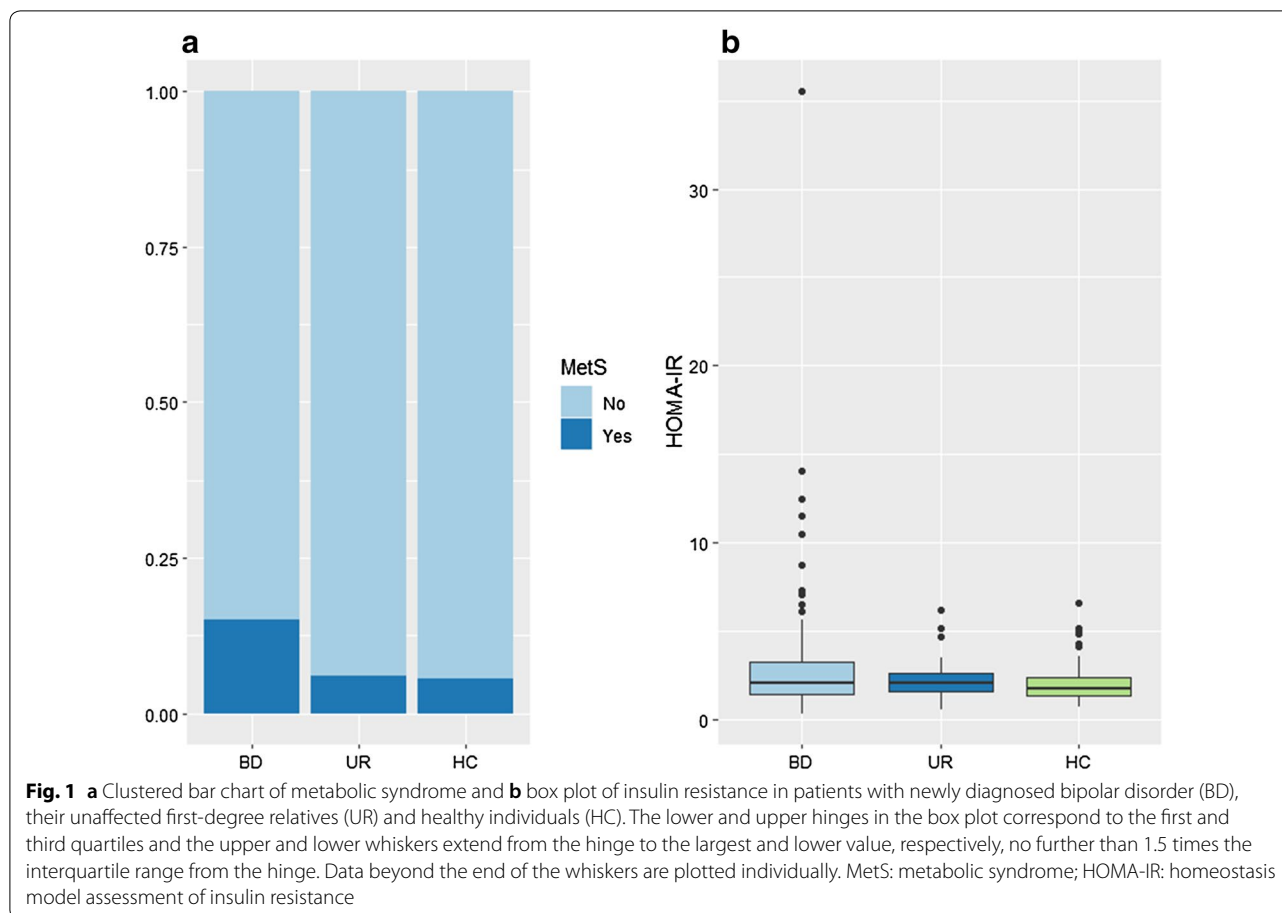 a
1.00
0.75
0.50
0.25
0.00
BD UR HC
MetS
No
Yes
b
HOMA-IR
30
20
10
0
BD UR HC
Fig. 1 a Clustered bar chart of metabolic syndrome and b box plot of insulin resistance in patients with newly diagnosed bipolar disorder (BD),
their unaffected first-degree relatives (UR) and healthy individuals (HC). The lower and upper hinges in the box plot correspond to the first and
third quartiles and the upper and lower whiskers extend from the hinge to the largest and lower value, respectively, no further than 1.5 times the
interquartile range from the hinge. Data beyond the end of the whiskers are plotted individually. MetS: metabolic syndrome; HOMA-IR: homeostasis
model assessment of insulin resistance